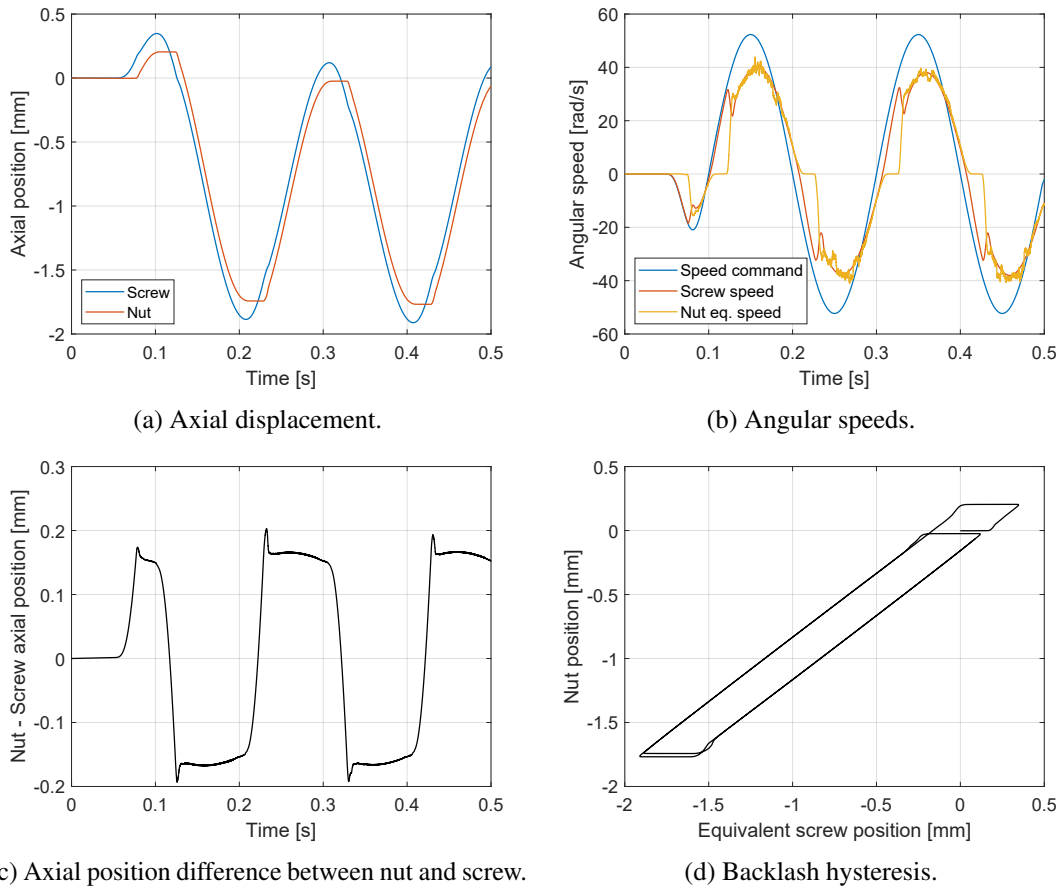 0.5
0
-0.5
-1
-1.5
-2
0
0.1
0.2
0.3
0.4
0.5
Axial position [mm]
Time [s]
Screw
Nut
(a) Axial displacement.
60
40
20
0
-20
-40
-60
0
0.1
0.2
0.3
0.4
0.5
Angular speed [rad/s]
Time [s]
Speed command
Screw speed
Nut eq. speed
(b) Angular speeds.
0.3
0.2
0.1
0
-0.1
-0.2
0
0.1
0.2
0.3
0.4
0.5
Nut - Screw axial position [mm]
Time [s]
c) Axial position difference between nut and screw.
0.5
0
-0.5
-1
-1.5
-2
-2
-1.5
-1
-0.5
0
0.5
Nut position [mm]
Equivalent screw position [mm]
(d) Backlash hysteresis.